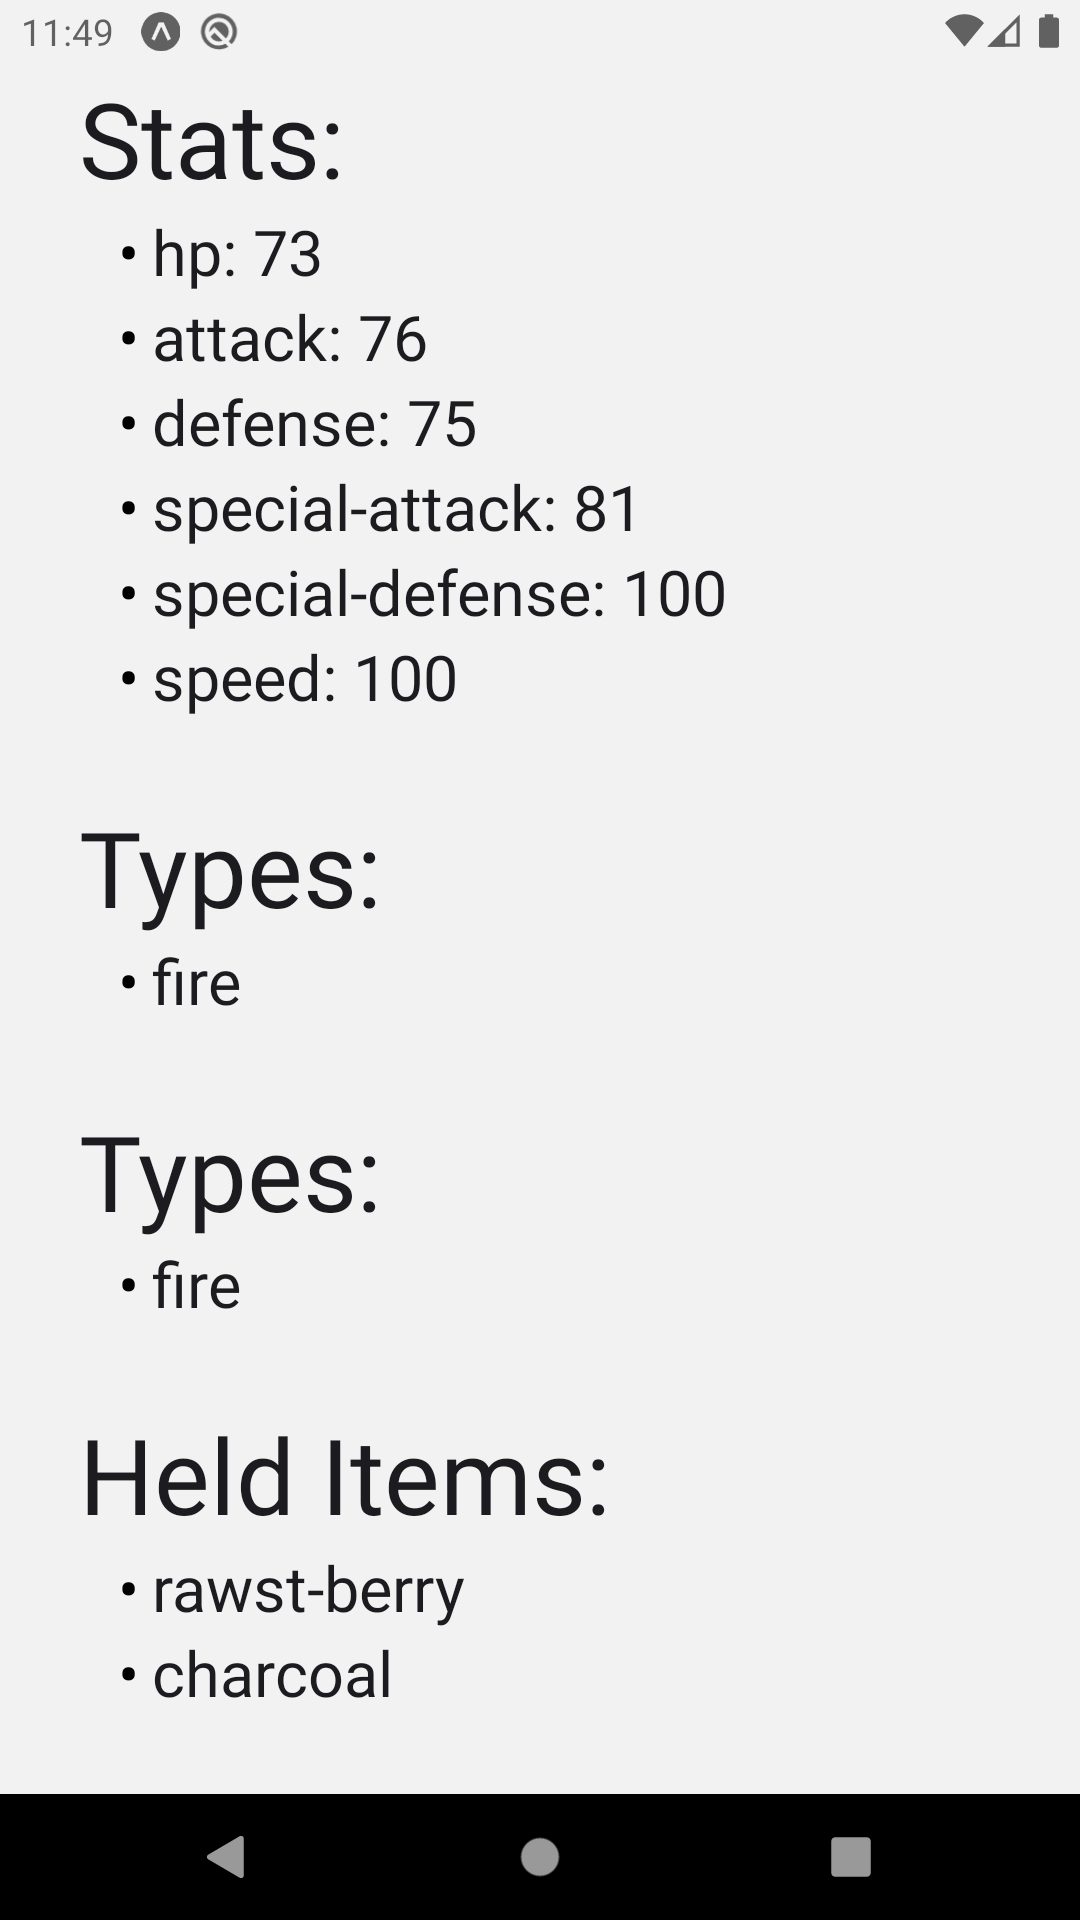 11:49
Stats:
• hp: 73
• attack: 76
• defense: 75
• special-attack: 81
• special-defense: 100
• speed: 100
Types:
• fire
Types:
• fire
Held Items:
• rawst-berry
• charcoal